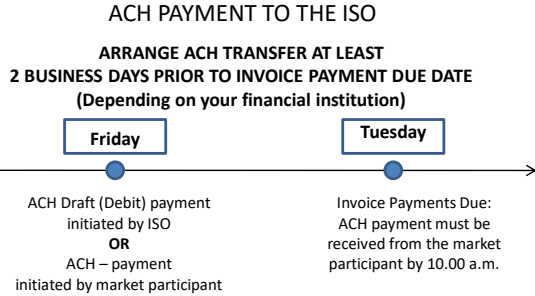 ACH PAYMENT TO THE ISO
ARRANGE ACH TRANSFER AT LEAST
2 BUSINESS DAYS PRIOR TO INVOICE PAYMENT DUE DATE
(Depending on your financial institution)
Friday
Tuesday
ACH Draft (Debit) payment
initiated by ISO
OR
ACH – payment
initiated by market participant
Invoice Payments Due:
ACH payment must be
received from the market
participant by 10.00 a.m.